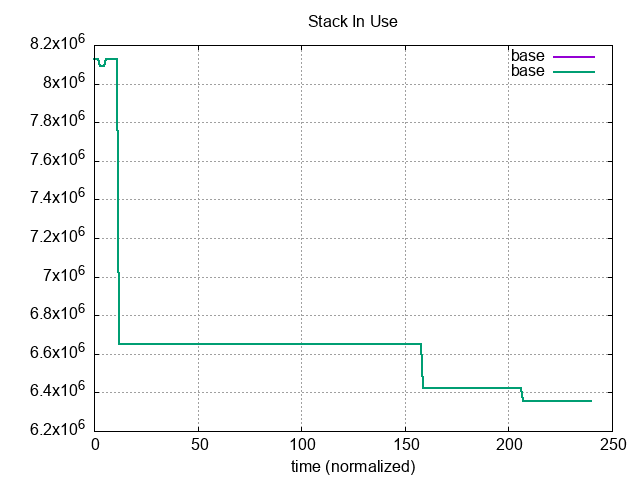 Stack In Use
8.2x10^6
8x10^6
7.8x10^6
7.6x10^6
7.4x10^6
7.2x10^6
7x10^6
6.8x10^6
6.6x10^6
6.4x10^6
6.2x10^6
base
base
0 50 100 150 200 250
time (normalized)